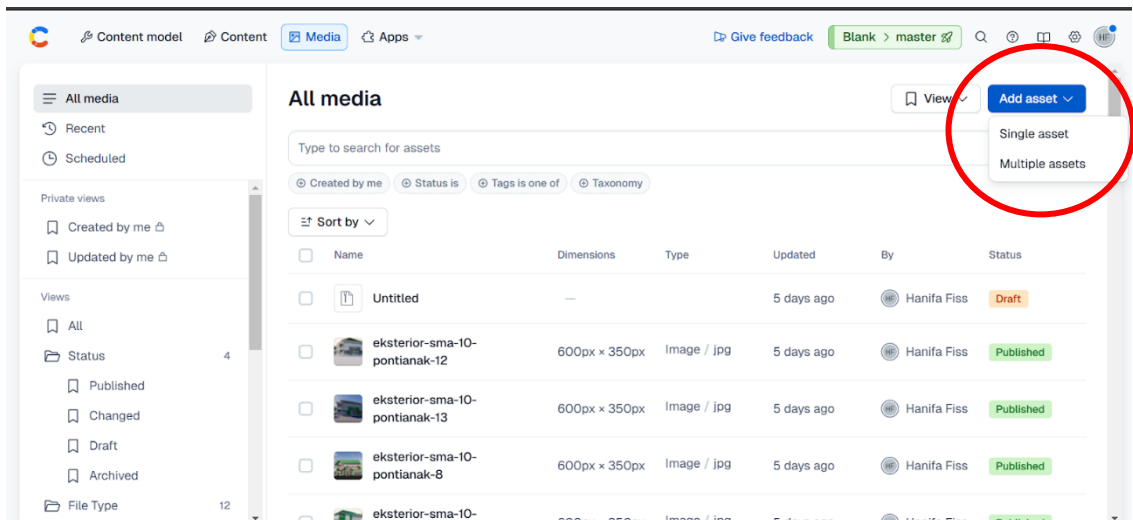 Content model Content Media Apps Give feedback Blank > master HF
All media
Recent
Scheduled
Private views
Created by me
Updated by me
Views
All
Status 4
Published
Changed
Draft
Archived
File Type 12
All media View Add asset
Single asset
Multiple assets
Type to search for assets
Created by me Status is Tags is one of Taxonomy
Sort by
Name Dimensions Type Updated By Status
Untitled — 5 days ago HF Hanifa Fiss Draft
eksterior-sma-10-
pontianak-12 600px × 350px Image / jpg 5 days ago HF Hanifa Fiss Published
eksterior-sma-10-
pontianak-13 600px × 350px Image / jpg 5 days ago HF Hanifa Fiss Published
eksterior-sma-10-
pontianak-8 600px × 350px Image / jpg 5 days ago HF Hanifa Fiss Published
eksterior-sma-10-